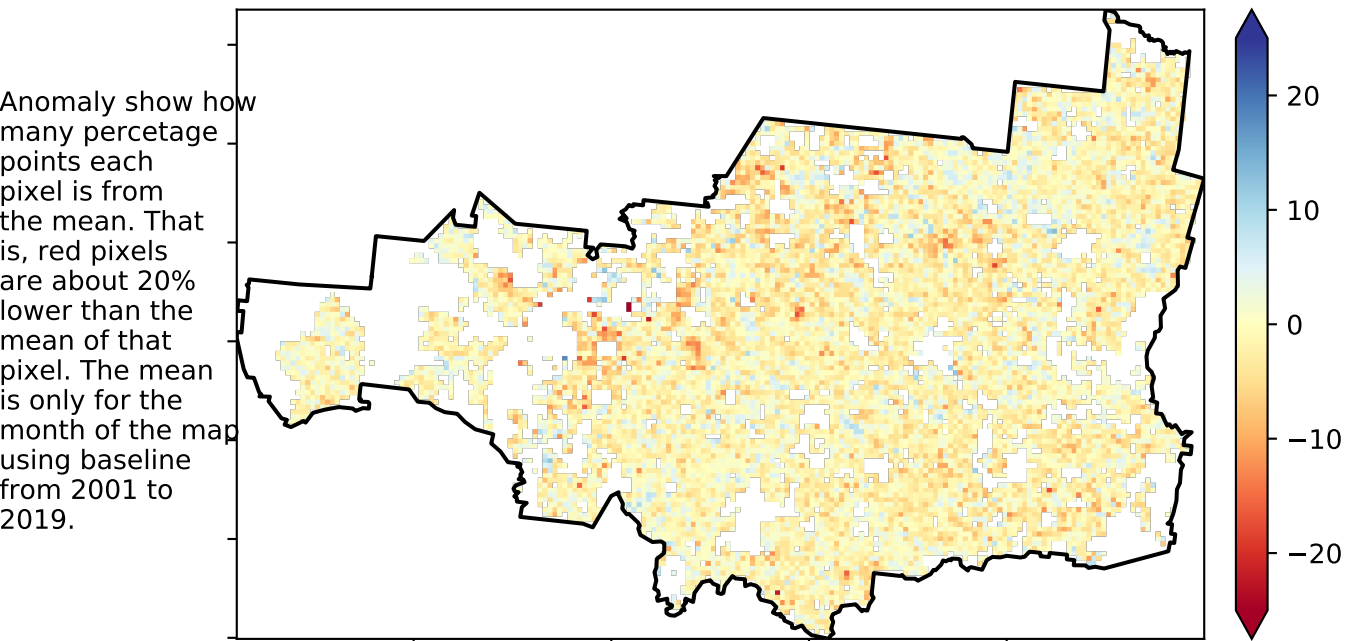 Anomaly show how
many percetage
points each
pixel is from
the mean. That
is, red pixels
are about 20%
lower than the
mean of that
pixel. The mean
is only for the
month of the map
using baseline
from 2001 to
2019.
20
10
0
−10
−20